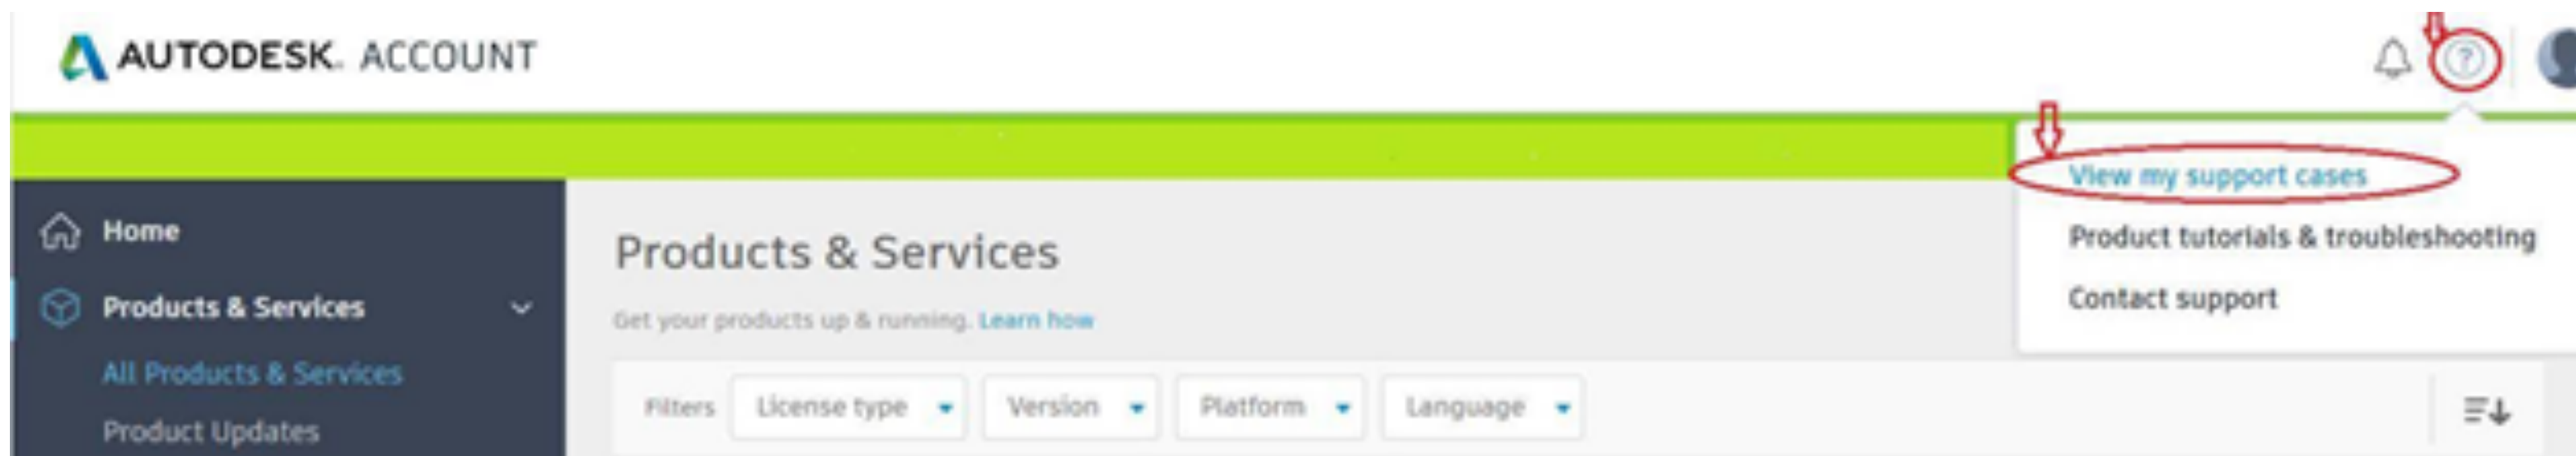 AUTODESK. ACCOUNT
?
View my support cases
Product tutorials & troubleshooting
Contact support
Home
Products & Services
All Products & Services
Product Updates
Products & Services
Get your products up & running. Learn how
Filters License type Version Platform Language